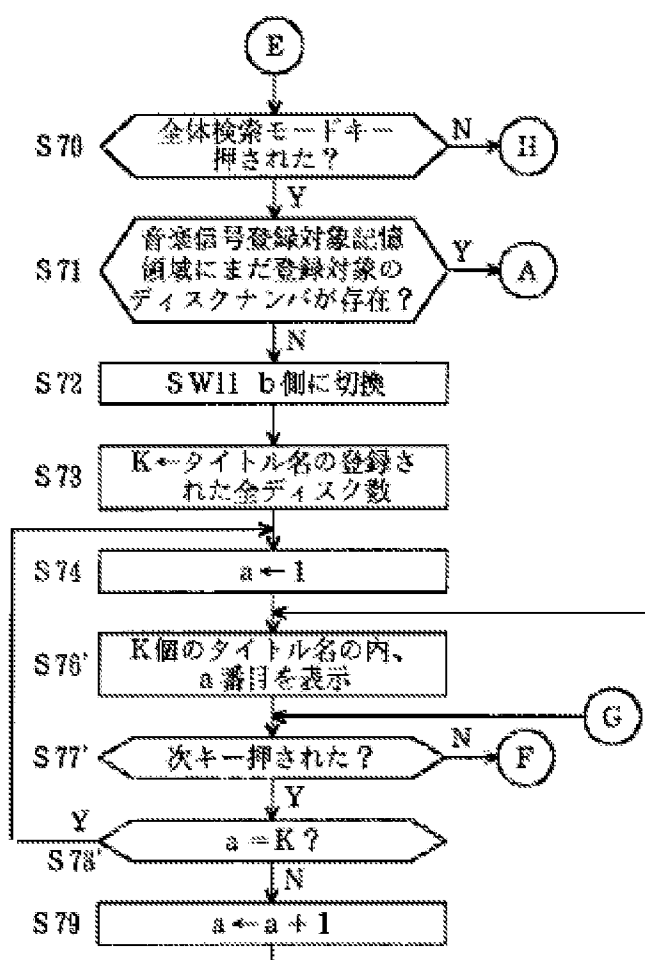 E
S70
全体検索モードキー
押された？
N
H
Y
S71
音楽信号登録対象記憶
領域にまだ登録対象の
ディスクナンバが存在？
Y
A
N
S72
SW11 b側に切換
S73
K←タイトル名の登録さ
れた全ディスク数
S74
a←1
S76'
K個のタイトル名の内、
a番目を表示
G
S77'
次キー押された？
N
F
Y
Y
S78'
a=K？
N
S79
a←a+1